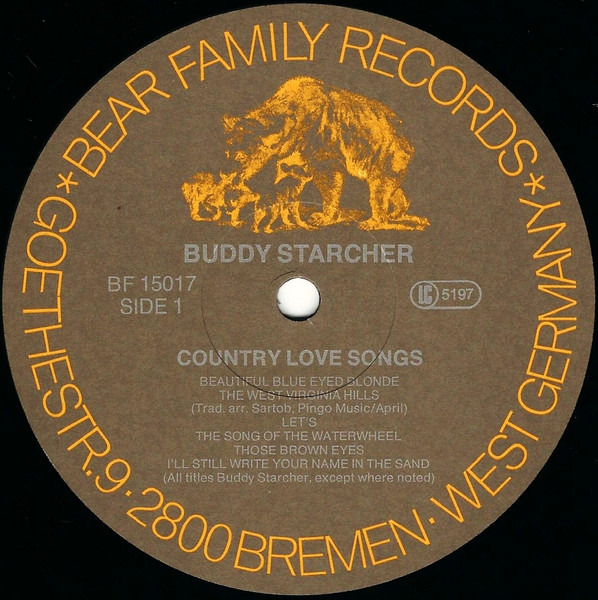 *BEAR FAMILY RECORDS*
GOETHESTR.9·2800 BREMEN·WEST GERMANY
BUDDY STARCHER
BF 15017
SIDE 1
LC 5197
COUNTRY LOVE SONGS
BEAUTIFUL BLUE EYED BLONDE
THE WEST VIRGINIA HILLS
(Trad. arr. Sartob, Pingo Music/April)
LET'S
THE SONG OF THE WATERWHEEL
THOSE BROWN EYES
I'LL STILL WRITE YOUR NAME IN THE SAND
(All titles Buddy Starcher, except where noted)